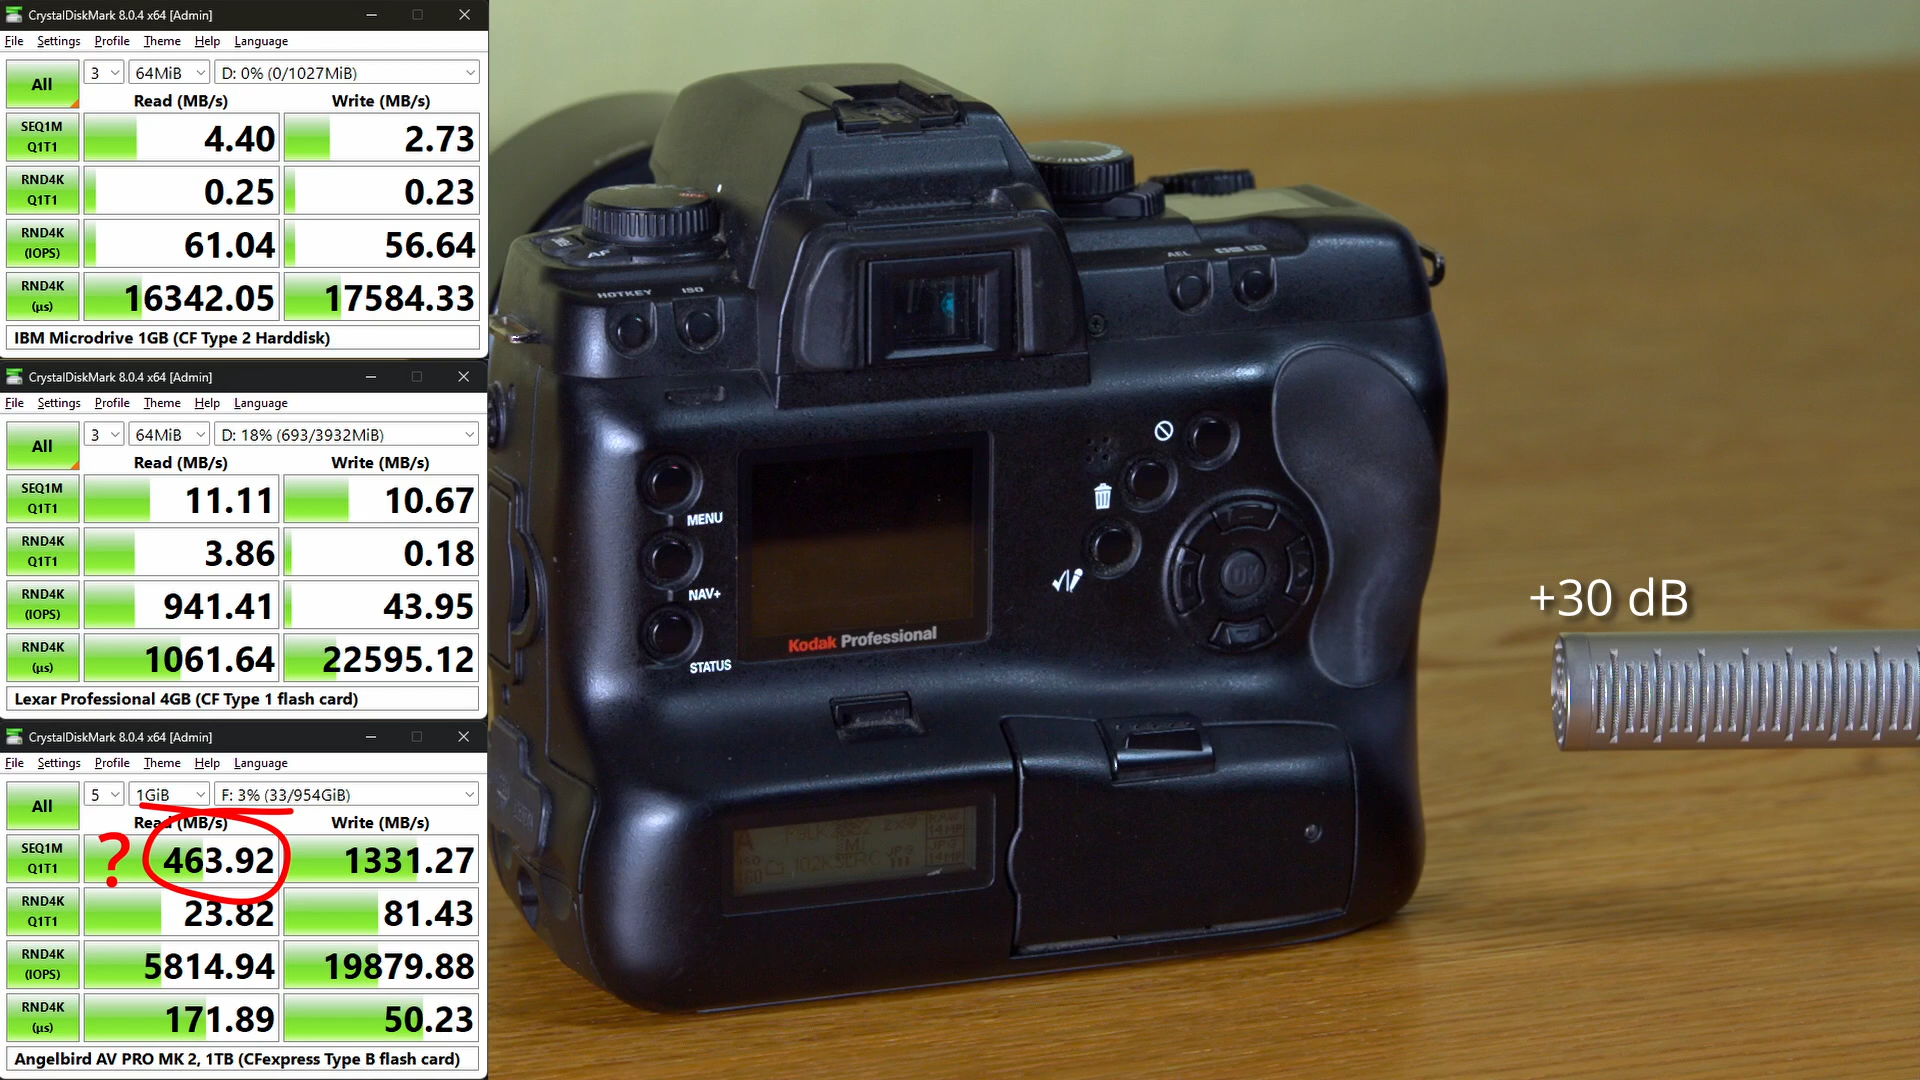 CrystalDiskMark 8.0.4 x64 [Admin]
File Settings Profile Theme Help Language
All 3 64MiB D: 0% (0/1027MiB)
Read (MB/s) Write (MB/s)
SEQ1M Q1T1 4.40 2.73
RND4K Q1T1 0.25 0.23
RND4K (IOPS) 61.04 56.64
RND4K (µs) 16342.05 17584.33
IBM Microdrive 1GB (CF Type 2 Harddisk)
CrystalDiskMark 8.0.4 x64 [Admin]
File Settings Profile Theme Help Language
All 3 64MiB D: 18% (693/3932MiB)
Read (MB/s) Write (MB/s)
SEQ1M Q1T1 11.11 10.67
RND4K Q1T1 3.86 0.18
RND4K (IOPS) 941.41 43.95
RND4K (µs) 1061.64 22595.12
Lexar Professional 4GB (CF Type 1 flash card)
CrystalDiskMark 8.0.4 x64 [Admin]
File Settings Profile Theme Help Language
All 5 1GiB F: 3% (33/954GiB)
Read (MB/s) Write (MB/s)
SEQ1M Q1T1 ? 463.92 1331.27
RND4K Q1T1 23.82 81.43
RND4K (IOPS) 5814.94 19879.88
RND4K (µs) 171.89 50.23
Angelbird AV PRO MK 2, 1TB (CFexpress Type B flash card)
AF
HOTKEY ISO
AEL
MENU
NAV+
STATUS
OK
Kodak Professional
+30 dB